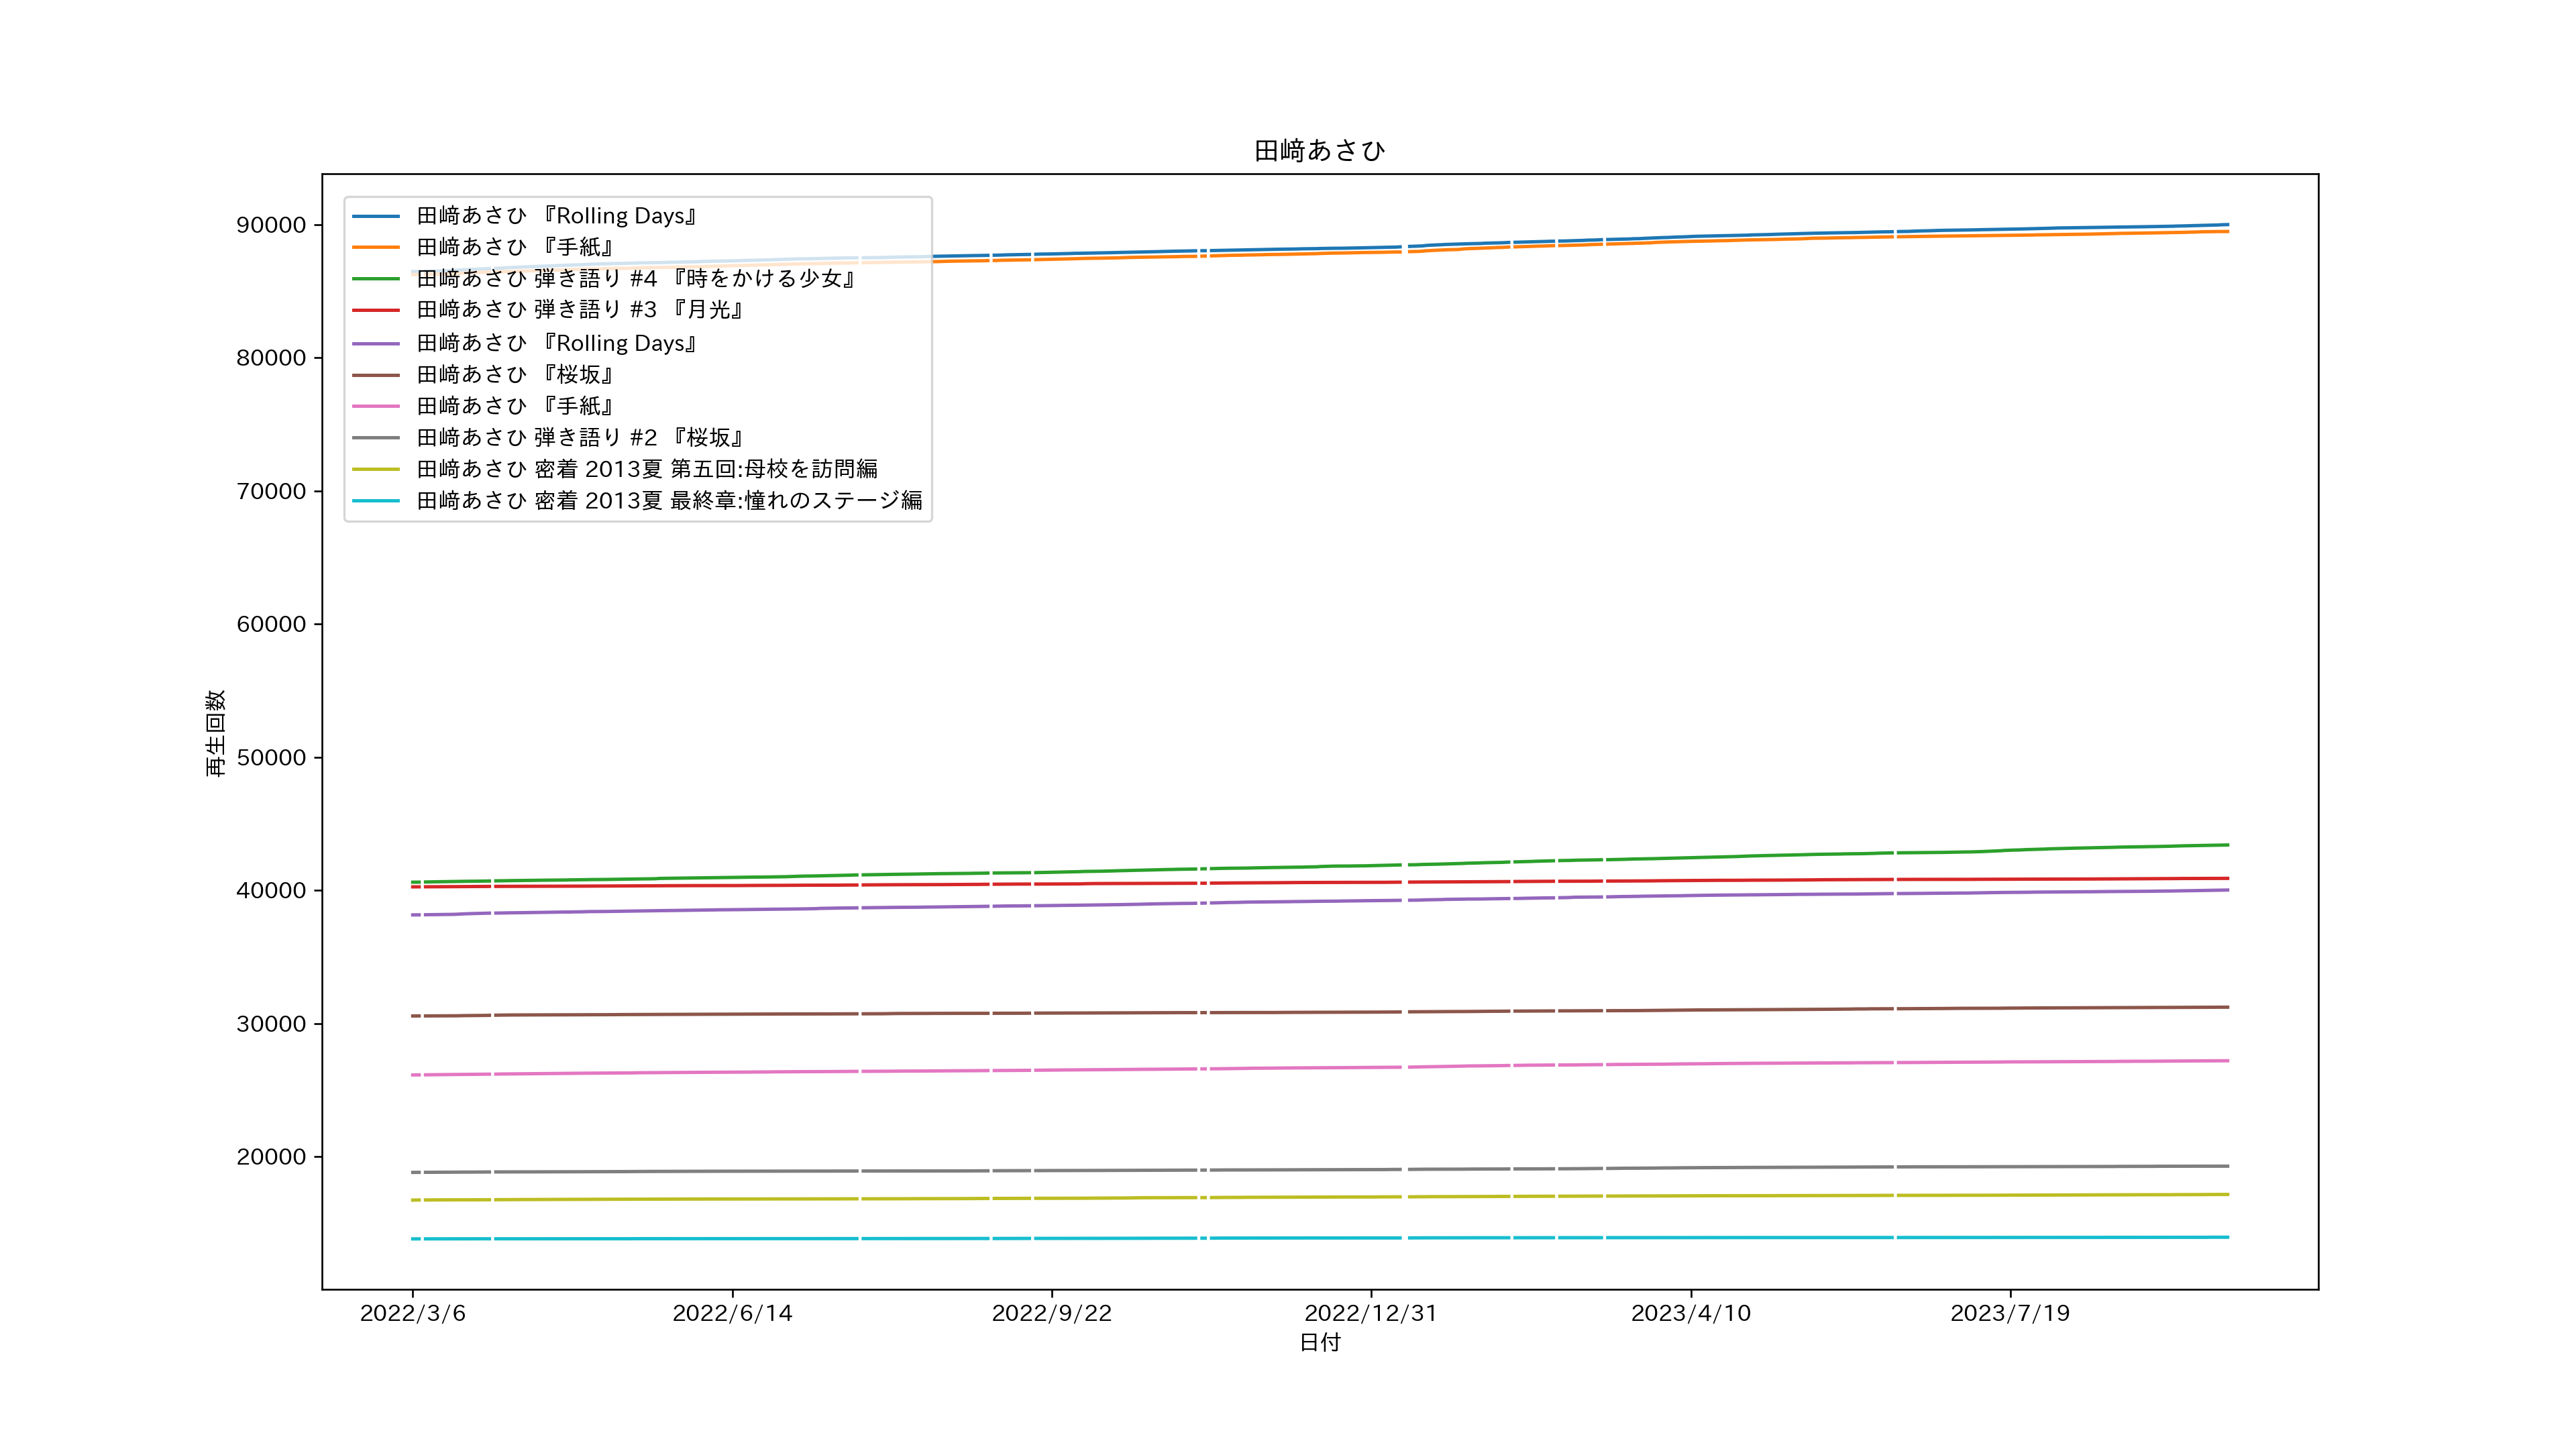 田﨑あさひ
田﨑あさひ 『Rolling Days』
田﨑あさひ 『手紙』
田﨑あさひ 弾き語り #4 『時をかける少女』
田﨑あさひ 弾き語り #3 『月光』
田﨑あさひ 『Rolling Days』
田﨑あさひ 『桜坂』
田﨑あさひ 『手紙』
田﨑あさひ 弾き語り #2 『桜坂』
田﨑あさひ 密着 2013夏 第五回:母校を訪問編
田﨑あさひ 密着 2013夏 最終章:憧れのステージ編
再生回数
90000
80000
70000
60000
50000
40000
30000
20000
2022/3/6
2022/6/14
2022/9/22
2022/12/31
2023/4/10
2023/7/19
日付